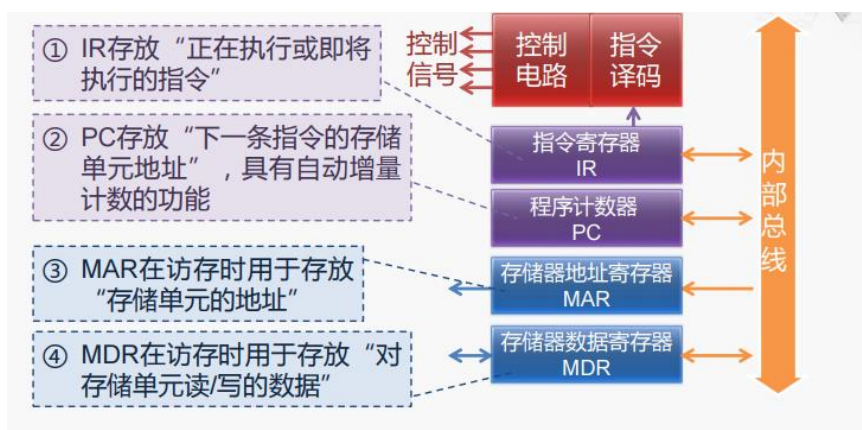 ① IR存放“正在执行或即将
执行的指令”
② PC存放“下一条指令的存储
单元地址”，具有自动增量
计数的功能
③ MAR在访存时用于存放
“存储单元的地址”
④ MDR在访存时用于存放“对
存储单元读/写的数据”
控制
信号
控制
电路
指令
译码
指令寄存器
IR
程序计数器
PC
存储器地址寄存器
MAR
存储器数据寄存器
MDR
内
部
总
线